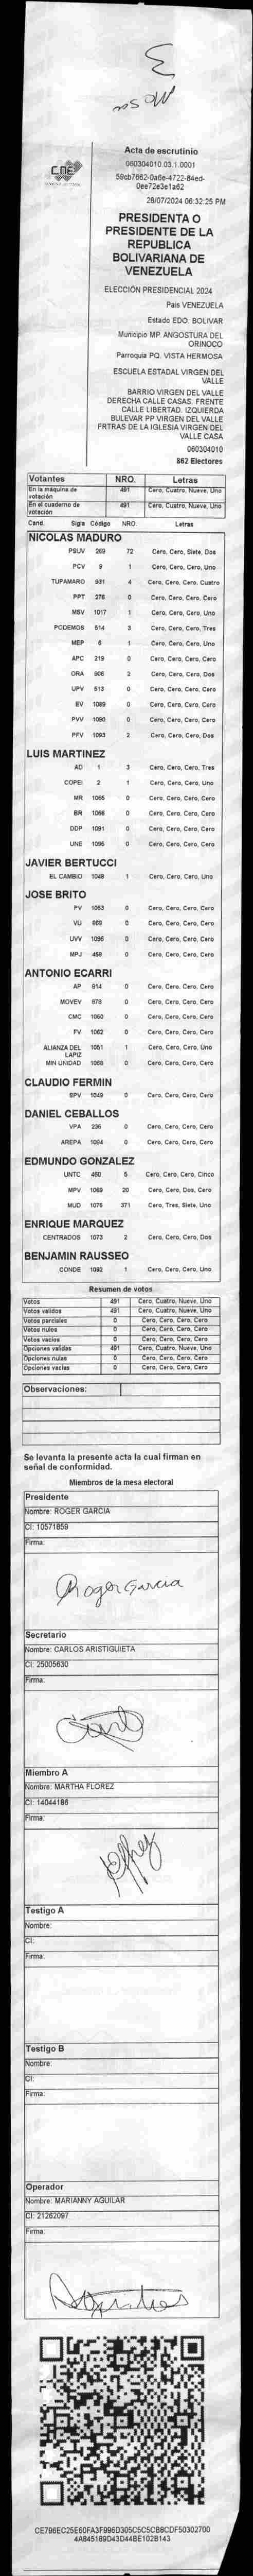 3
Mesa
CNE
Acta de escrutinio
060304010.03.1.0001
28/07/2024 06:32:25 PM
PRESIDENTA O
PRESIDENTE DE LA
REPUBLICA
BOLIVARIANA DE
VENEZUELA
ELECCIÓN PRESIDENCIAL 2024
Pais VENEZUELA
Estado EDO. BOLIVAR
Municipio MP. ANGOSTURA DEL
ORINOCO
Parroquia PQ. VISTA HERMOSA
ESCUELA ESTADAL VIRGEN DEL
VALLE
BARRIO VIRGEN DEL VALLE
DERECHA CALLE CASAS. FRENTE
CALLE LIBERTAD. IZQUIERDA
BULEVAR PP VIRGEN DEL VALLE
FRTRAS DE LA IGLESIA VIRGEN DEL
VALLE CASA
060304010
862 Electores
Votantes NRO. Letras
En la máquina de votación 491 Cero, Cuatro, Nueve, Uno
En el cuaderno de votación 491 Cero, Cuatro, Nueve, Uno
Cand. Sigla Código NRO. Letras
NICOLAS MADURO
PSUV 269 72 Cero, Cero, Siete, Dos
PCV 9 1 Cero, Cero, Cero, Uno
TUPAMARO 931 4 Cero, Cero, Cero, Cuatro
PPT 276 0 Cero, Cero, Cero, Cero
MSV 1017 1 Cero, Cero, Cero, Uno
PODEMOS 514 3 Cero, Cero, Cero, Tres
MEP 6 1 Cero, Cero, Cero, Uno
APC 219 0 Cero, Cero, Cero, Cero
ORA 906 2 Cero, Cero, Cero, Dos
UPV 513 0 Cero, Cero, Cero, Cero
EV 1089 0 Cero, Cero, Cero, Cero
PVV 1090 0 Cero, Cero, Cero, Cero
PFV 1093 2 Cero, Cero, Cero, Dos
LUIS MARTINEZ
AD 1 3 Cero, Cero, Cero, Tres
COPEI 2 1 Cero, Cero, Cero, Uno
MR 1065 0 Cero, Cero, Cero, Cero
BR 1066 0 Cero, Cero, Cero, Cero
DDP 1091 0 Cero, Cero, Cero, Cero
UNE 1096 0 Cero, Cero, Cero, Cero
JAVIER BERTUCCI
EL CAMBIO 1049 1 Cero, Cero, Cero, Uno
JOSE BRITO
PV 1053 0 Cero, Cero, Cero, Cero
VU 868 0 Cero, Cero, Cero, Cero
UVV 1095 0 Cero, Cero, Cero, Cero
MPJ 458 0 Cero, Cero, Cero, Cero
ANTONIO ECARRI
AP 614 0 Cero, Cero, Cero, Cero
MOVEV 878 0 Cero, Cero, Cero, Cero
CMC 1050 0 Cero, Cero, Cero, Cero
FV 1062 0 Cero, Cero, Cero, Cero
ALIANZA DEL LAPIZ 1051 1 Cero, Cero, Cero, Uno
MIN UNIDAD 1068 0 Cero, Cero, Cero, Cero
CLAUDIO FERMIN
SPV 1048 0 Cero, Cero, Cero, Cero
DANIEL CEBALLOS
VPA 236 0 Cero, Cero, Cero, Cero
AREPA 1094 0 Cero, Cero, Cero, Cero
EDMUNDO GONZALEZ
UNTC 460 5 Cero, Cero, Cero, Cinco
MPV 1069 20 Cero, Cero, Dos, Cero
MUD 1075 371 Cero, Tres, Siete, Uno
ENRIQUE MARQUEZ
CENTRADOS 1073 2 Cero, Cero, Cero, Dos
BENJAMIN RAUSSEO
CONDE 1092 1 Cero, Cero, Cero, Uno
Resumen de votos
Votos 491 Cero, Cuatro, Nueve, Uno
Votos validos 491 Cero, Cuatro, Nueve, Uno
Votos parciales 0 Cero, Cero, Cero, Cero
Votos nulos 0 Cero, Cero, Cero, Cero
Votos vacios 0 Cero, Cero, Cero, Cero
Opciones validas 491 Cero, Cuatro, Nueve, Uno
Opciones nulas 0 Cero, Cero, Cero, Cero
Opciones vacias 0 Cero, Cero, Cero, Cero
Observaciones:
Se levanta la presente acta la cual firman en
señal de conformidad.
Miembros de la mesa electoral
Presidente
Nombre: ROGER GARCIA
CI: 10571859
Firma:
Roger Garcia
Secretario
Nombre: CARLOS ARISTIGUIETA
CI: 25005630
Firma:
Miembro A
Nombre: MARTHA FLOREZ
CI: 14044186
Firma:
Testigo A
Nombre:
CI:
Firma:
Testigo B
Nombre:
CI:
Firma:
Operador
Nombre: MARIANNY AGUILAR
CI: 21262097
Firma: